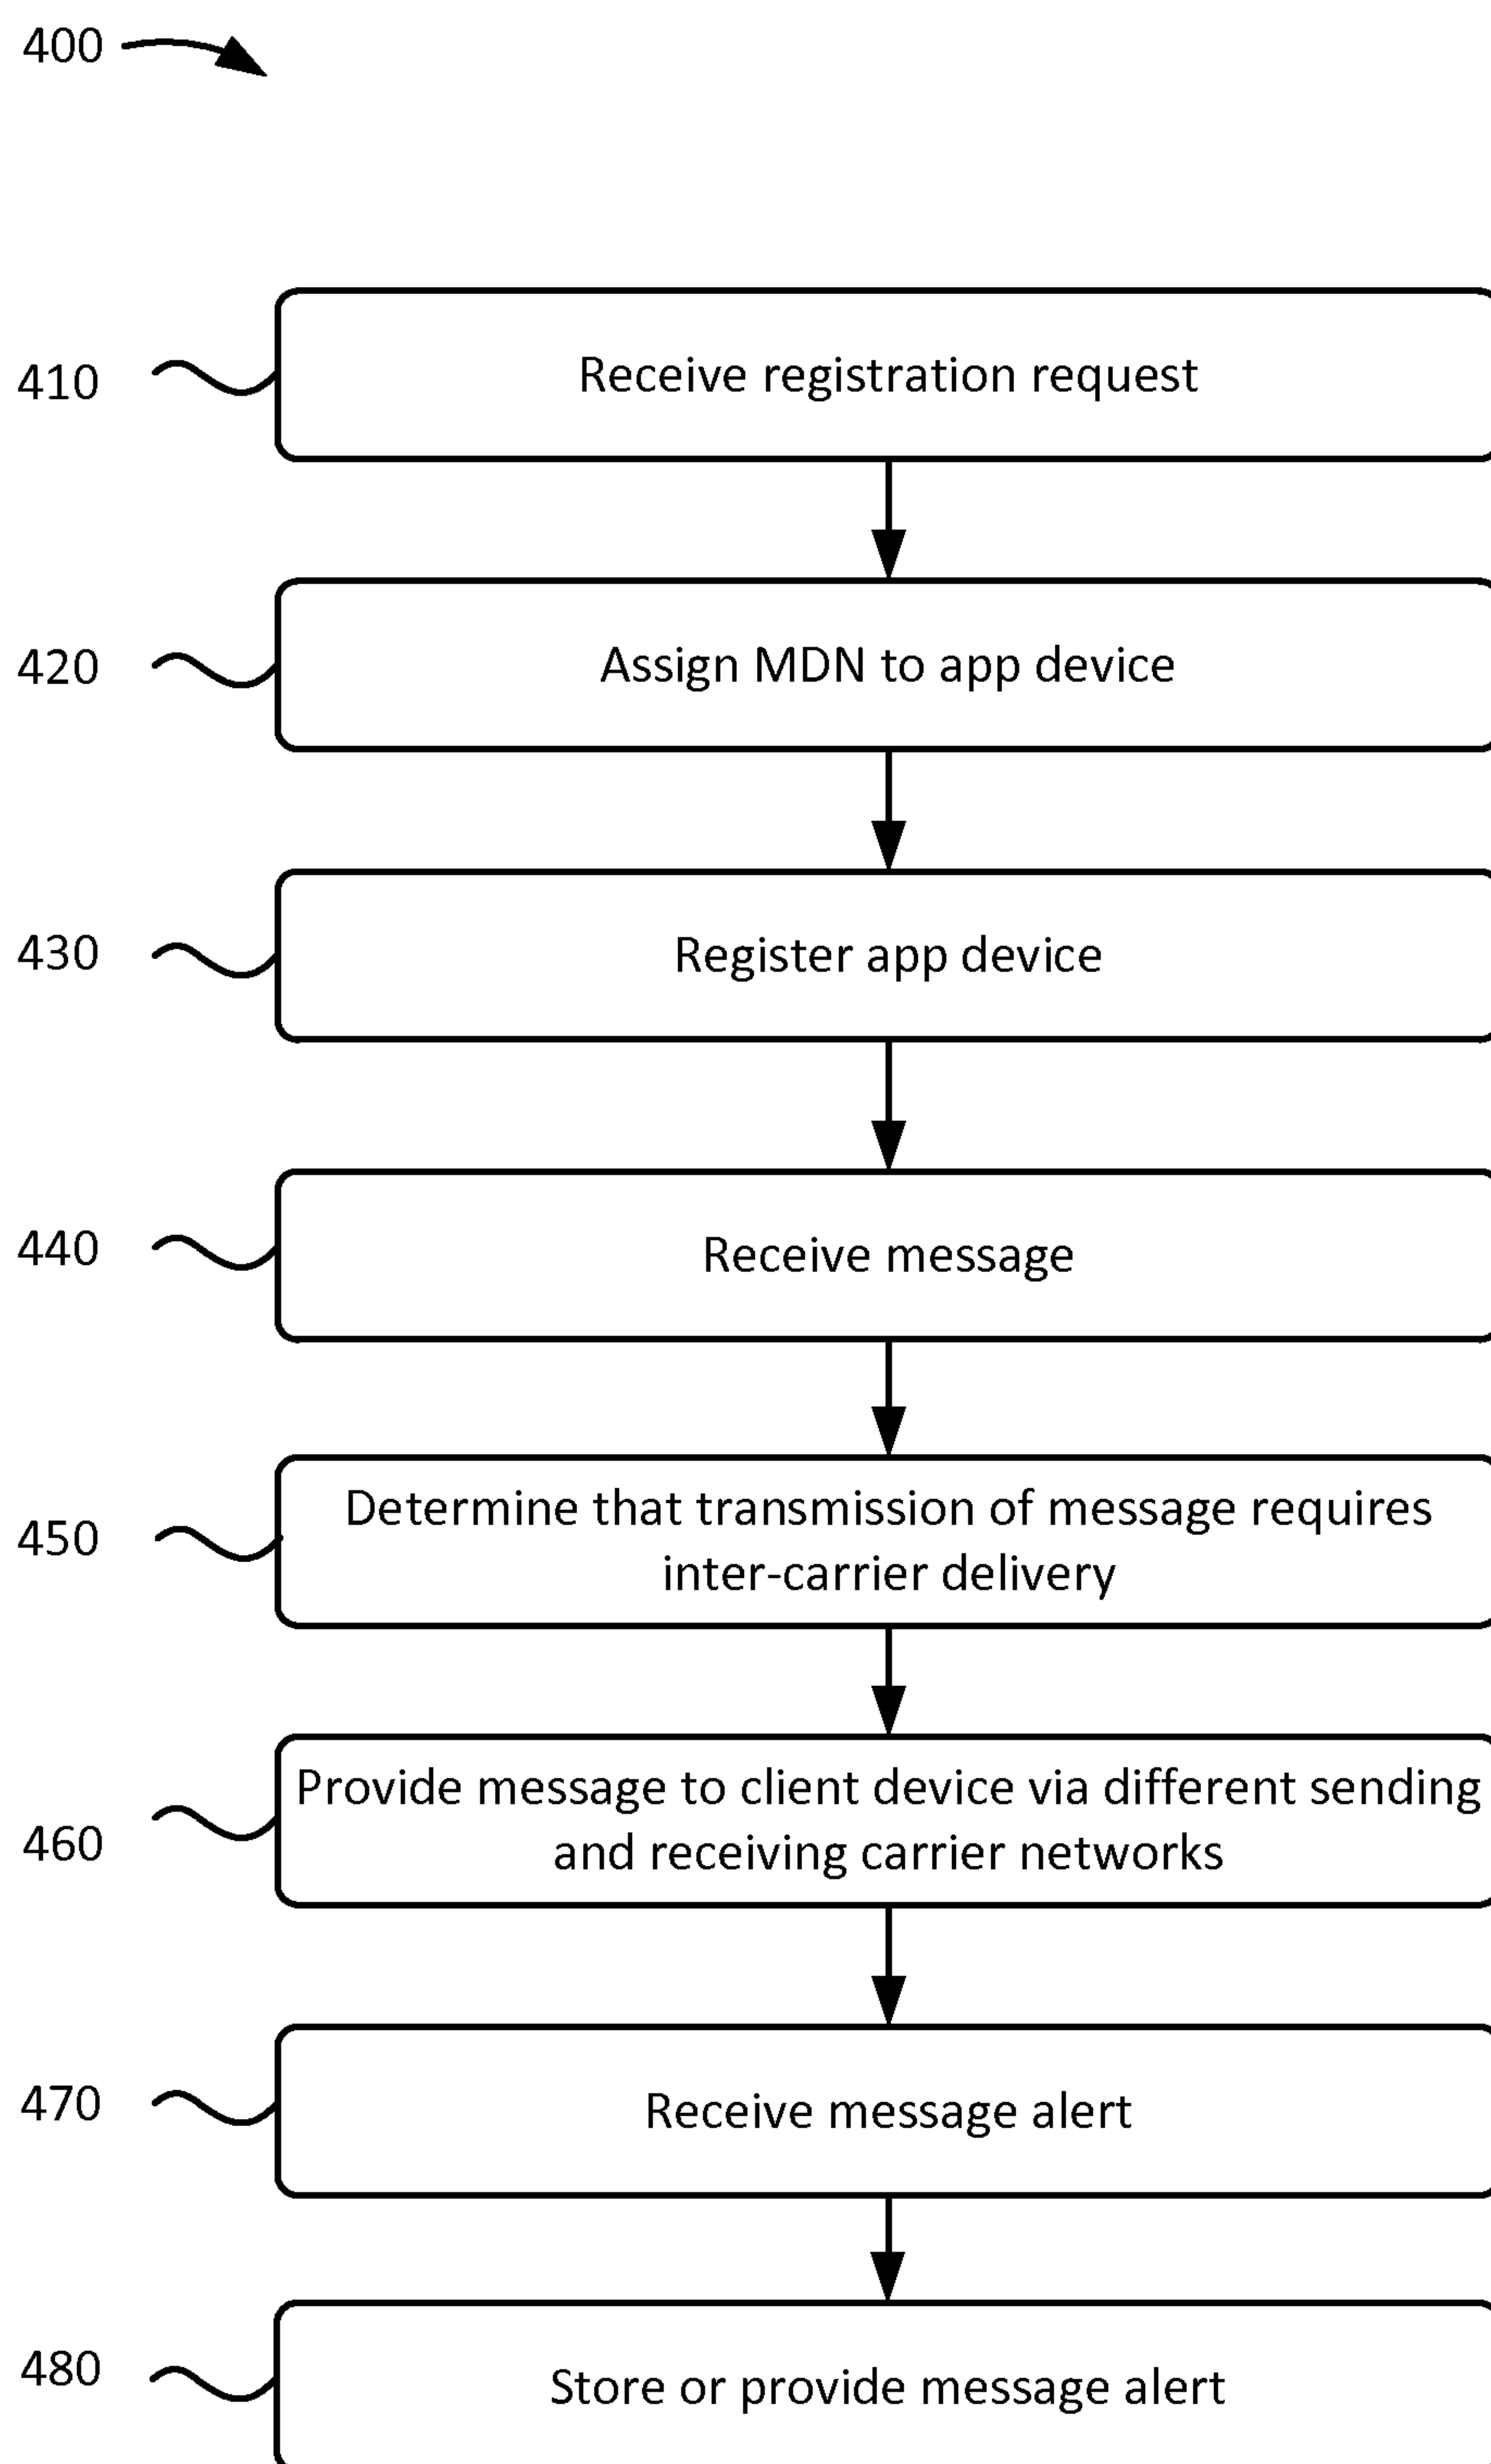 400
410
Receive registration request
420
Assign MDN to app device
430
Register app device
440
Receive message
450
Determine that transmission of message requires
inter-carrier delivery
460
Provide message to client device via different sending
and receiving carrier networks
470
Receive message alert
480
Store or provide message alert